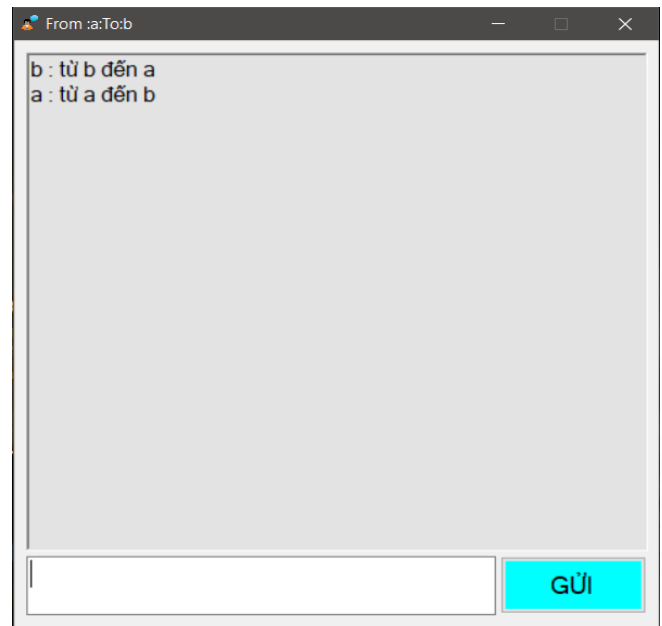 From :a:To:b
b : từ b đến a
a : từ a đến b
GỬI